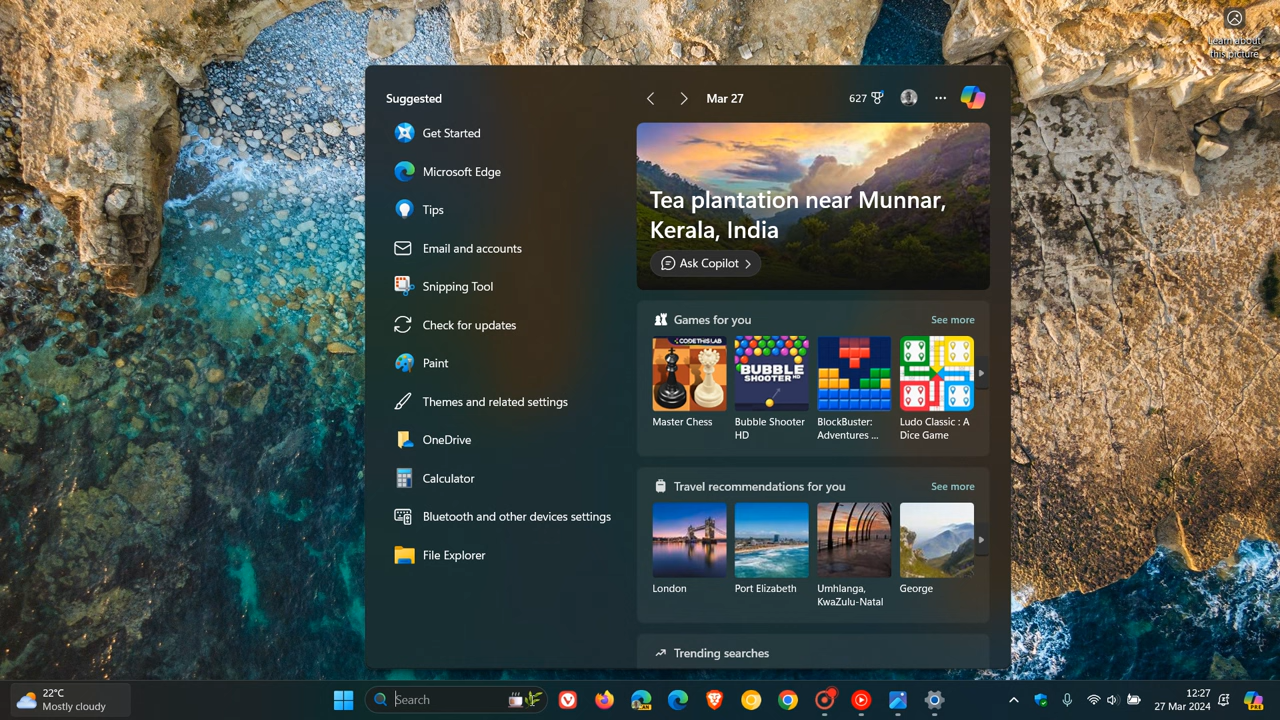 Learn about
this picture
Suggested
Get Started
Microsoft Edge
Tips
Email and accounts
Snipping Tool
Check for updates
Paint
Themes and related settings
OneDrive
Calculator
Bluetooth and other devices settings
File Explorer
Mar 27
627
Tea plantation near Munnar,
Kerala, India
Ask Copilot
Games for you
See more
CODETHISLAB
BUBBLE
SHOOTER HD
Master Chess
Bubble Shooter
HD
BlockBuster:
Adventures ...
Ludo Classic : A
Dice Game
Travel recommendations for you
See more
London
Port Elizabeth
Umhlanga,
KwaZulu-Natal
George
Trending searches
22°C
Mostly cloudy
Search
CAN
12:27
27 Mar 2024
PRE